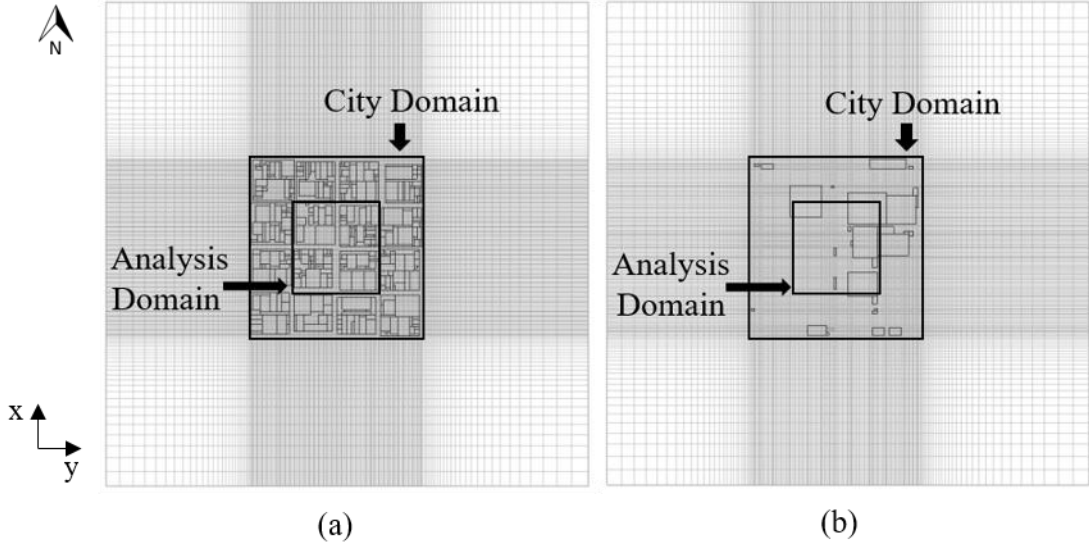 N
City Domain
City Domain
Analysis
Domain
Analysis
Domain
x
y
(a)
(b)